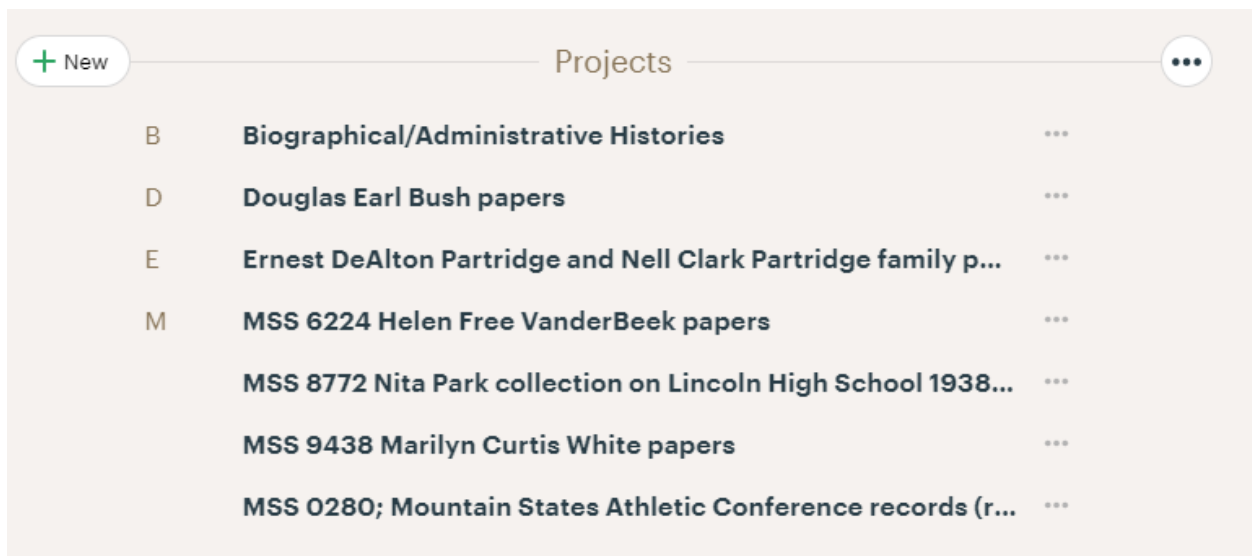 + New
Projects
B Biographical/Administrative Histories
D Douglas Earl Bush papers
E Ernest DeAlton Partridge and Nell Clark Partridge family p...
M MSS 6224 Helen Free VanderBeek papers
MSS 8772 Nita Park collection on Lincoln High School 1938...
MSS 9438 Marilyn Curtis White papers
MSS 0280; Mountain States Athletic Conference records (r...